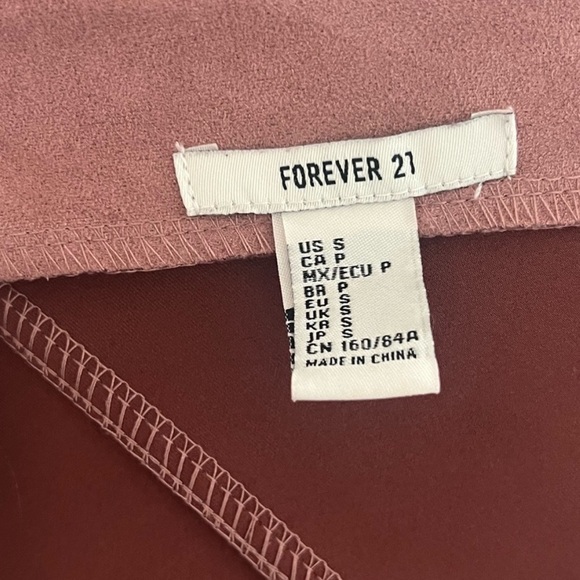 FOREVER 21
US S
CA P
MX/ECU P
BR P
EU S
UK S
KR S
JP S
CN 160/84A
MADE IN CHINA